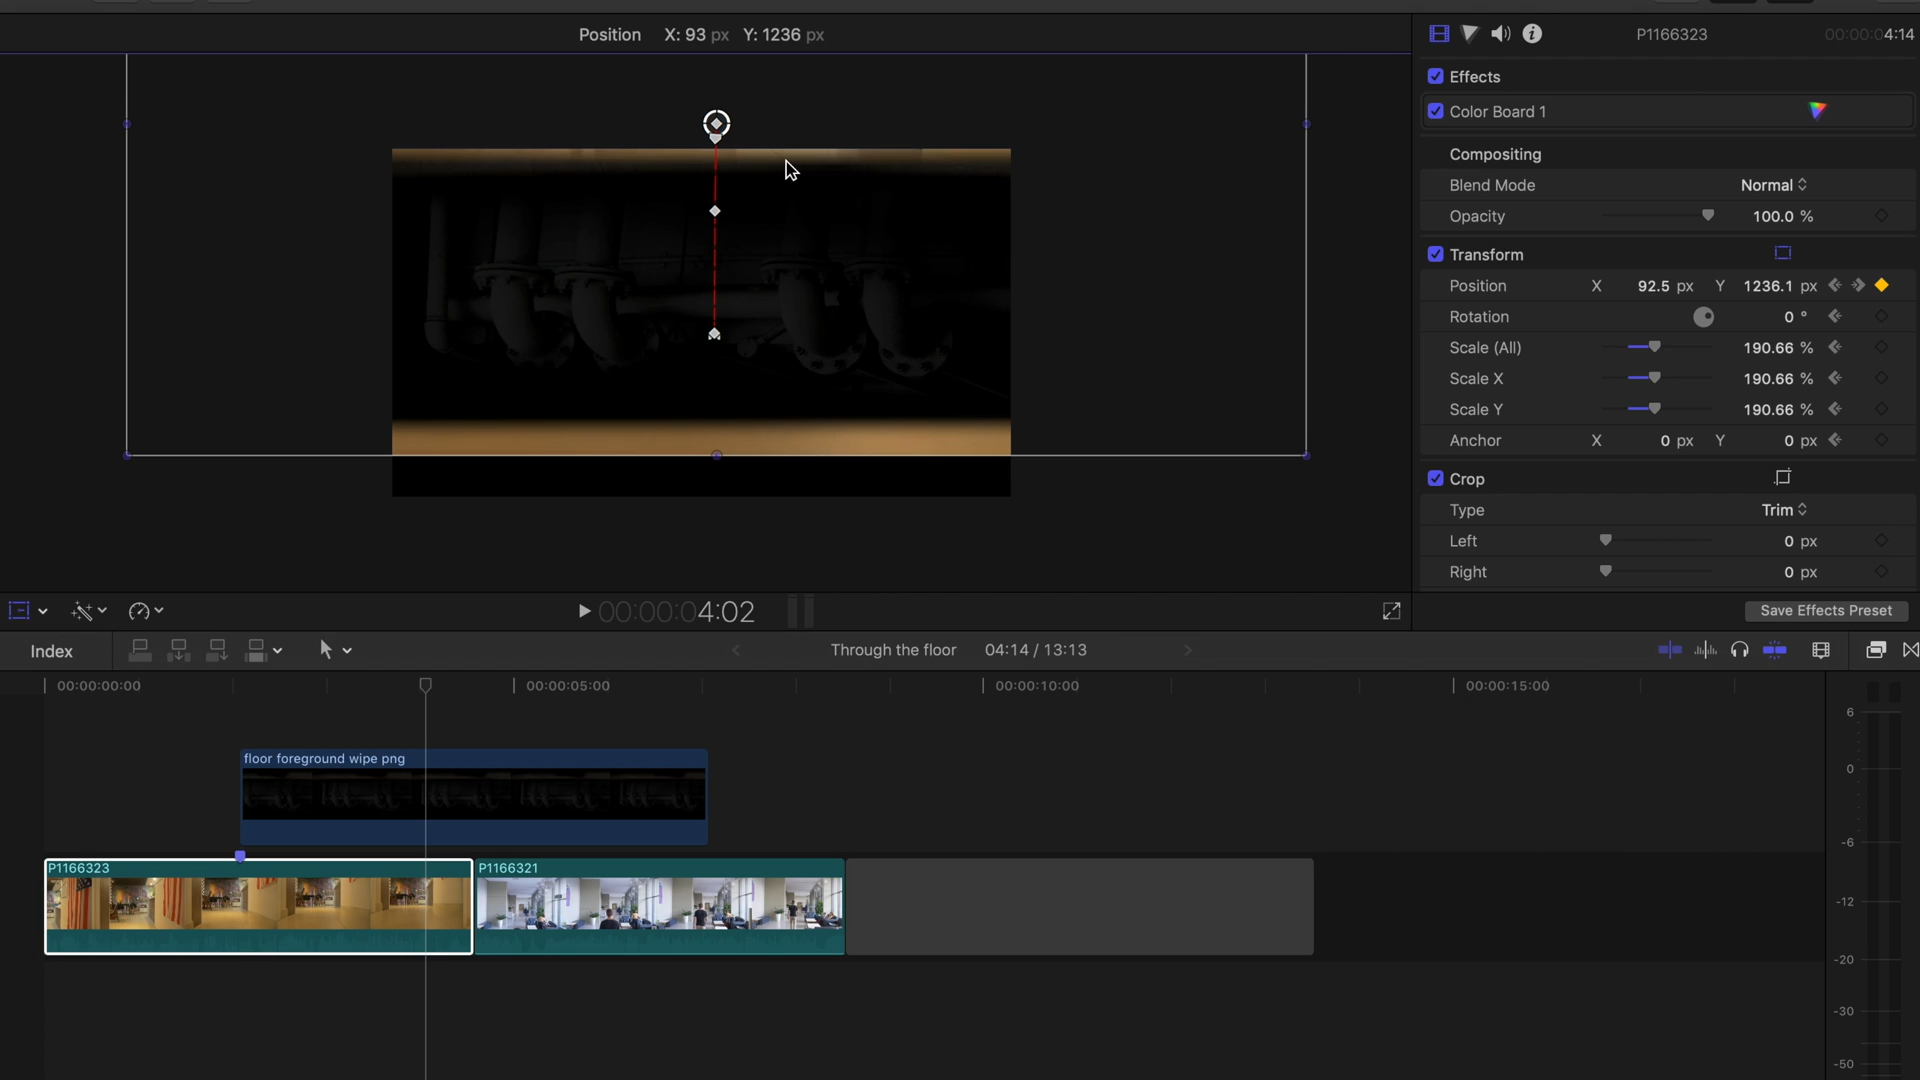 Position X: 93 px Y: 1236 px
P1166323 00:00:04:14
Effects
Color Board 1
Compositing
Blend Mode Normal
Opacity 100.0 %
Transform
Position X 92.5 px Y 1236.1 px
Rotation 0 °
Scale (All) 190.66 %
Scale X 190.66 %
Scale Y 190.66 %
Anchor X 0 px Y 0 px
Crop
Type Trim
Left 0 px
Right 0 px
00:00:04:02
Save Effects Preset
Index
Through the floor 04:14 / 13:13
00:00:00:00 00:00:05:00 00:00:10:00 00:00:15:00
6
0
-6
-12
-20
-30
-50
floor foreground wipe png
P1166323 P1166321